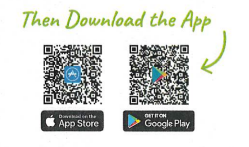 Then Download the App
Download on the
App Store
GET IT ON
Google Play